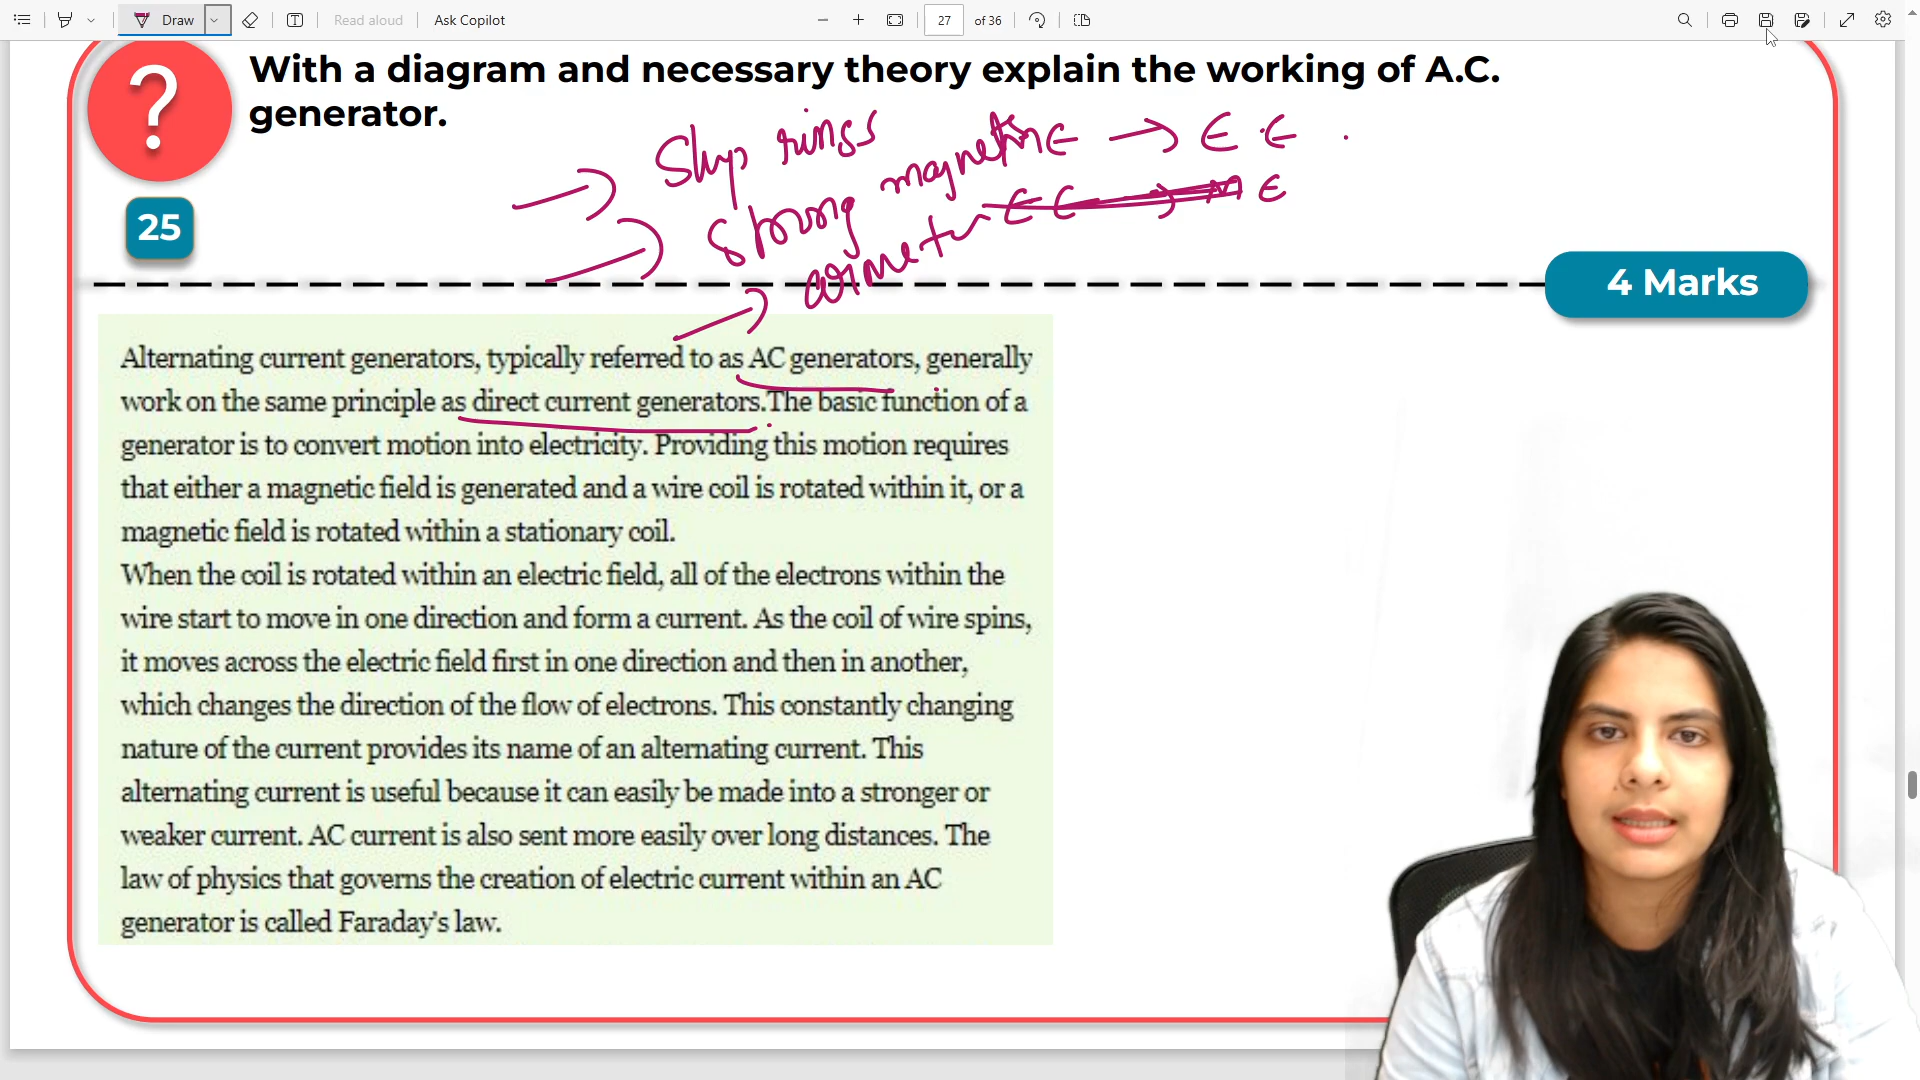 Draw
Read aloud
Ask Copilot
27 of 36
?
With a diagram and necessary theory explain the working of A.C.
generator.
25
Slip rings
Strong magnet
ME → EE
EE → ME
4 Marks
Alternating current generators, typically referred to as AC generators, generally
work on the same principle as direct current generators.The basic function of a
generator is to convert motion into electricity. Providing this motion requires
that either a magnetic field is generated and a wire coil is rotated within it, or a
magnetic field is rotated within a stationary coil.
When the coil is rotated within an electric field, all of the electrons within the
wire start to move in one direction and form a current. As the coil of wire spins,
it moves across the electric field first in one direction and then in another,
which changes the direction of the flow of electrons. This constantly changing
nature of the current provides its name of an alternating current. This
alternating current is useful because it can easily be made into a stronger or
weaker current. AC current is also sent more easily over long distances. The
law of physics that governs the creation of electric current within an AC
generator is called Faraday's law.